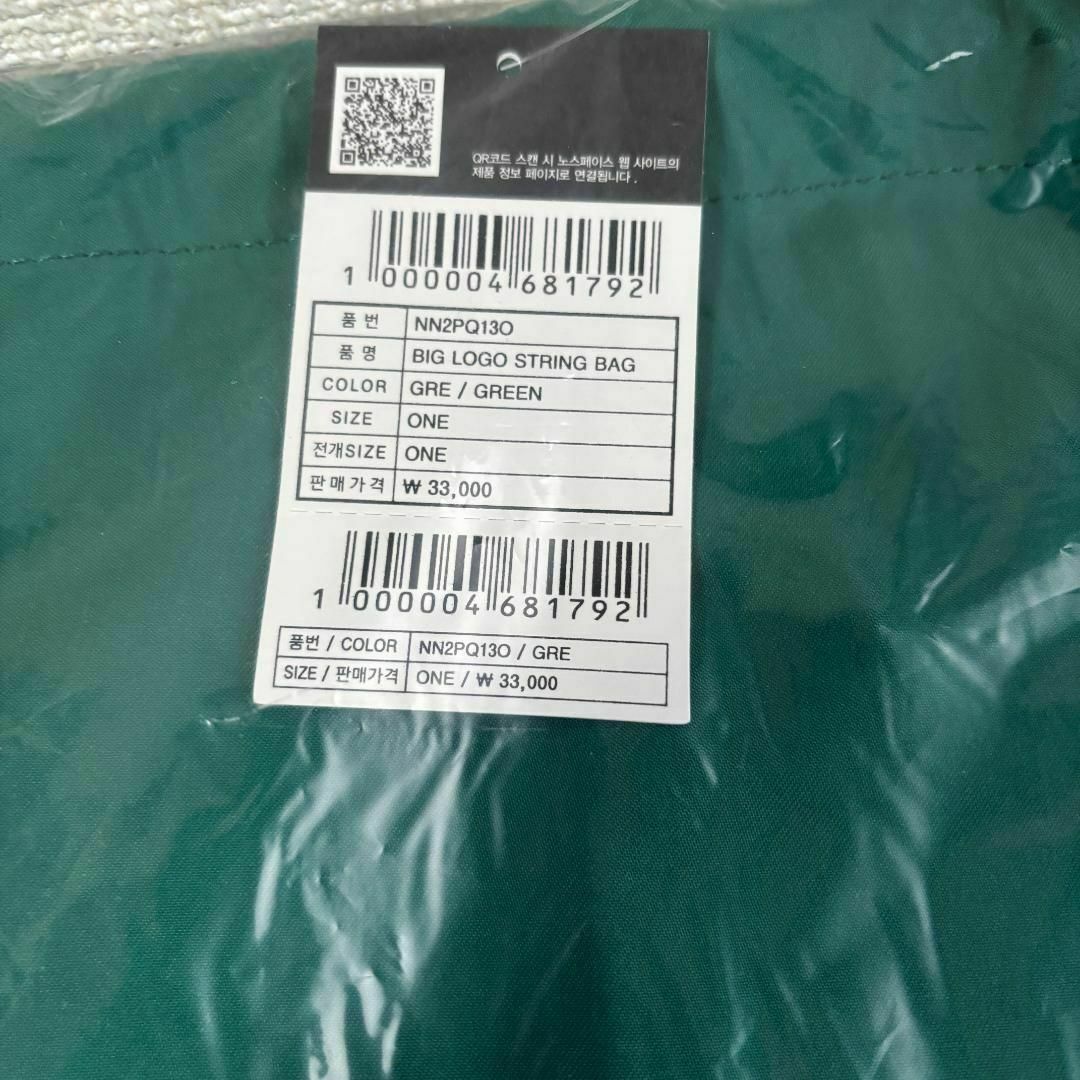 QR코드 스캔 시 노스페이스 웹 사이트의
제품 정보 페이지로 연결됩니다.
1 000004 681792
품 번 NN2PQ13O
품 명 BIG LOGO STRING BAG
COLOR GRE / GREEN
SIZE ONE
전개SIZE ONE
판매가격 ₩ 33,000
1 000004 681792
품번 / COLOR NN2PQ13O / GRE
SIZE / 판매가격 ONE / ₩ 33,000